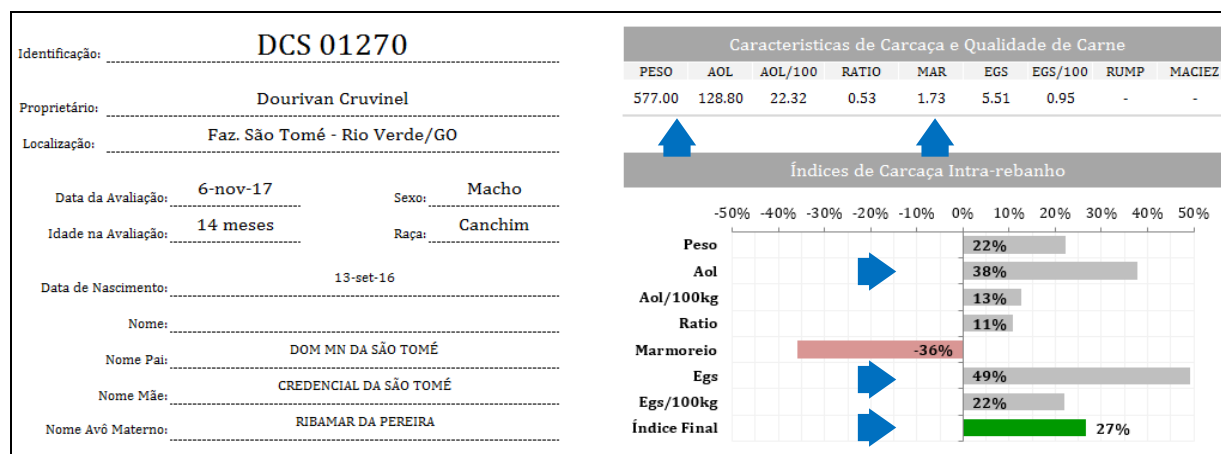 Identificação: DCS 01270
Proprietário: Dourivan Cruvinel
Localização: Faz. São Tomé - Rio Verde/GO
Data da Avaliação: 6-nov-17 Sexo: Macho
Idade na Avaliação: 14 meses Raça: Canchim
Data de Nascimento: 13-set-16
Nome:
Nome Pai: DOM MN DA SÃO TOMÉ
Nome Mãe: CREDENCIAL DA SÃO TOMÉ
Nome Avô Materno: RIBAMAR DA PEREIRA
Caracteristicas de Carcaça e Qualidade de Carne
PESO AOL AOL/100 RATIO MAR EGS EGS/100 RUMP MACIEZ
577.00 128.80 22.32 0.53 1.73 5.51 0.95 - -
Índices de Carcaça Intra-rebanho
-50% -40% -30% -20% -10% 0% 10% 20% 30% 40% 50%
Peso 22%
Aol 38%
Aol/100kg 13%
Ratio 11%
Marmoreio -36%
Egs 49%
Egs/100kg 22%
Índice Final 27%